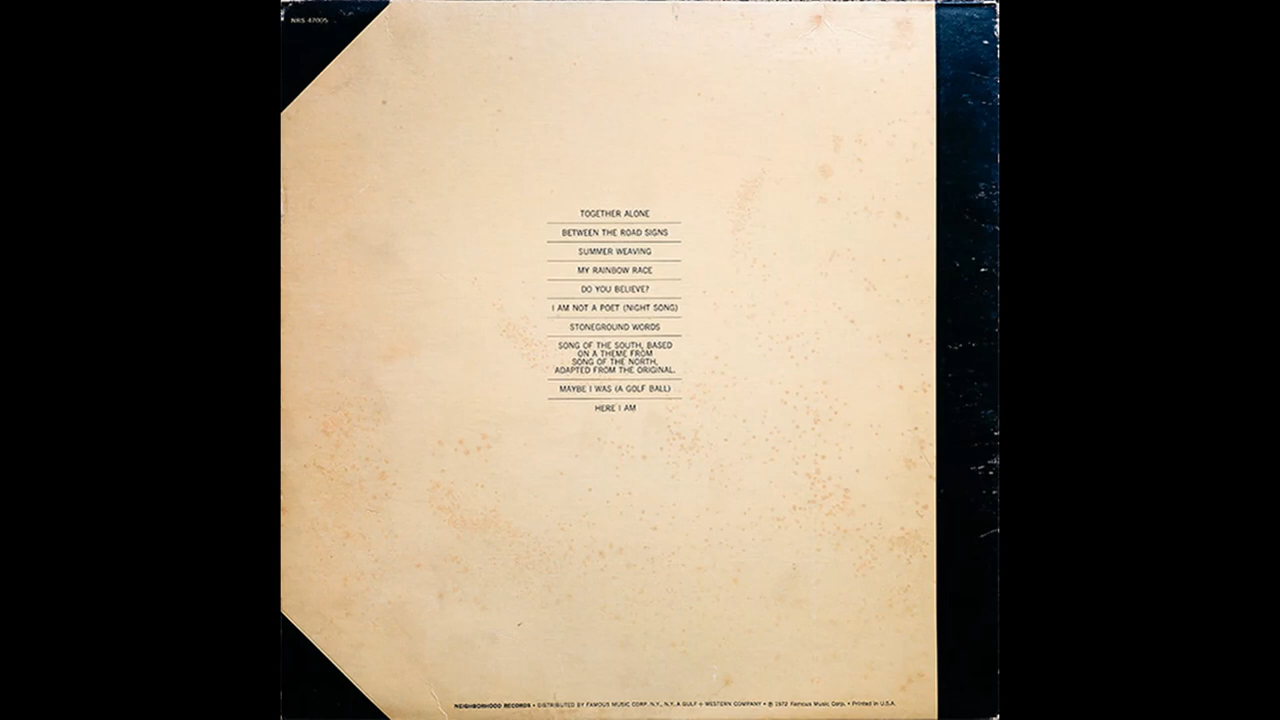 NRS 47005
TOGETHER ALONE
BETWEEN THE ROAD SIGNS
SUMMER WEAVING
MY RAINBOW RACE
DO YOU BELIEVE?
I AM NOT A POET (NIGHT SONG)
STONEGROUND WORDS
SONG OF THE SOUTH, BASED
ON A THEME FROM
SONG OF THE NORTH,
ADAPTED FROM THE ORIGINAL.
MAYBE I WAS (A GOLF BALL)
HERE I AM
NEIGHBORHOOD RECORDS • DISTRIBUTED BY FAMOUS MUSIC CORP. N.Y., N.Y. A GULF + WESTERN COMPANY • ℗ 1972 Famous Music Corp. • Printed in U.S.A.